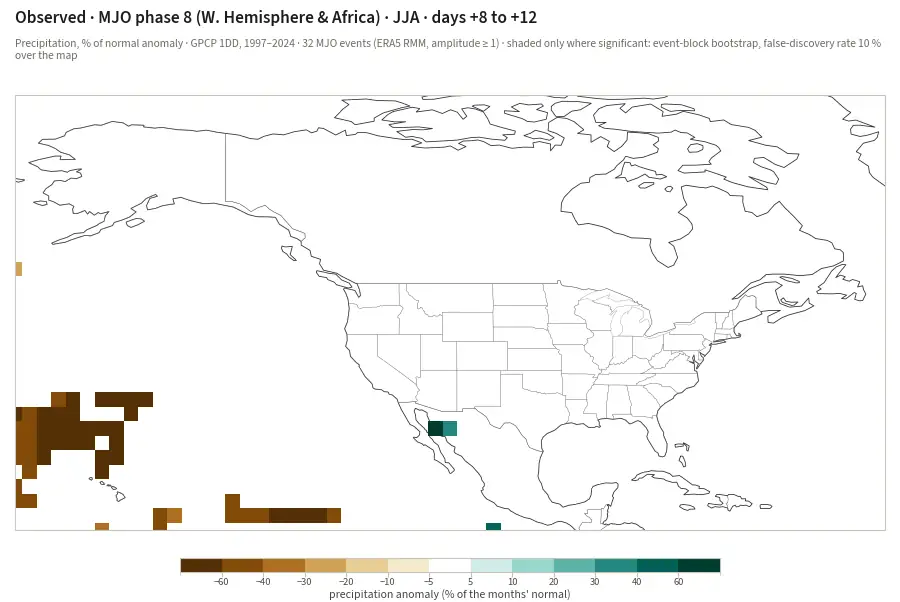 Observed · MJO phase 8 (W. Hemisphere & Africa) · JJA · days +8 to +12
Precipitation, % of normal anomaly · GPCP 1DD, 1997–2024 · 32 MJO events (ERA5 RMM, amplitude ≥ 1) · shaded only where significant: event-block bootstrap, false-discovery rate 10 %
over the map
−60 −40 −30 −20 −10 −5 5 10 20 30 40 60
precipitation anomaly (% of the months' normal)